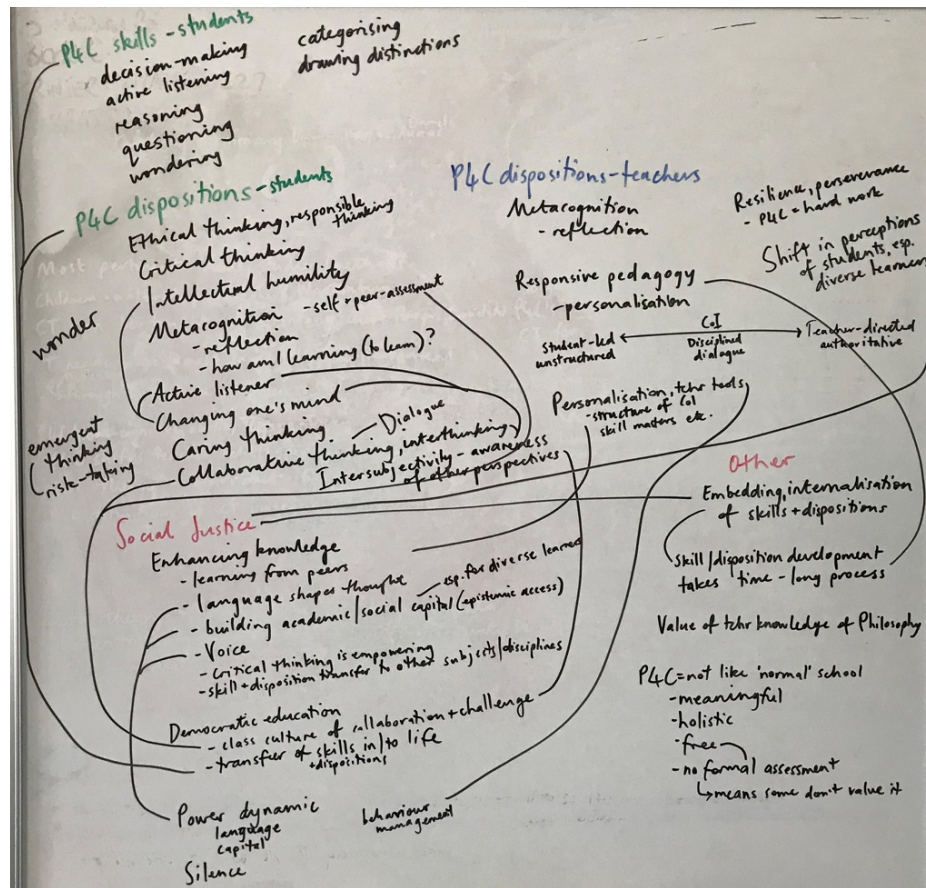 P4C skills - students
decision-making
active listening
reasoning
questioning
wondering
categorising
drawing distinctions
P4C dispositions - students
Ethical thinking, responsible
thinking
Critical thinking
Intellectual humility
Metacognition - self + peer-assessment
- reflection
- how am I learning (to learn)?
Active listener
Changing one's mind
Caring thinking
Collaborative thinking, interthinking
Dialogue
Intersubjectivity - awareness
of other perspectives
wonder
emergent
thinking
risk-taking
P4C dispositions - teachers
Metacognition
- reflection
Responsive pedagogy
- personalisation
CoI
Student-led
unstructured
Disciplined
dialogue
Teacher-directed
authoritative
Personalisation, tchr tools
- structure of CoI
skill matters etc.
Resilience, perseverance
- P4C = hard work
Shift in perceptions
of students, esp.
diverse learners
Social Justice
Enhancing knowledge
- learning from peers
- language shapes thought
esp. for diverse learners
- building academic/social capital (epistemic access)
- Voice
- critical thinking is empowering
- skill + disposition transfer to other subjects/disciplines
Democratic education
- class culture of collaboration + challenge
- transfer of skills in/to life
+ dispositions
Power dynamic
language
capital
Silence
behaviour
management
Other
Embedding, internalisation
of skills + dispositions
Skill/disposition development
takes time - long process
Value of tchr knowledge of Philosophy
P4C = not like 'normal' school
- meaningful
- holistic
- free
- no formal assessment
↳ means some don't value it